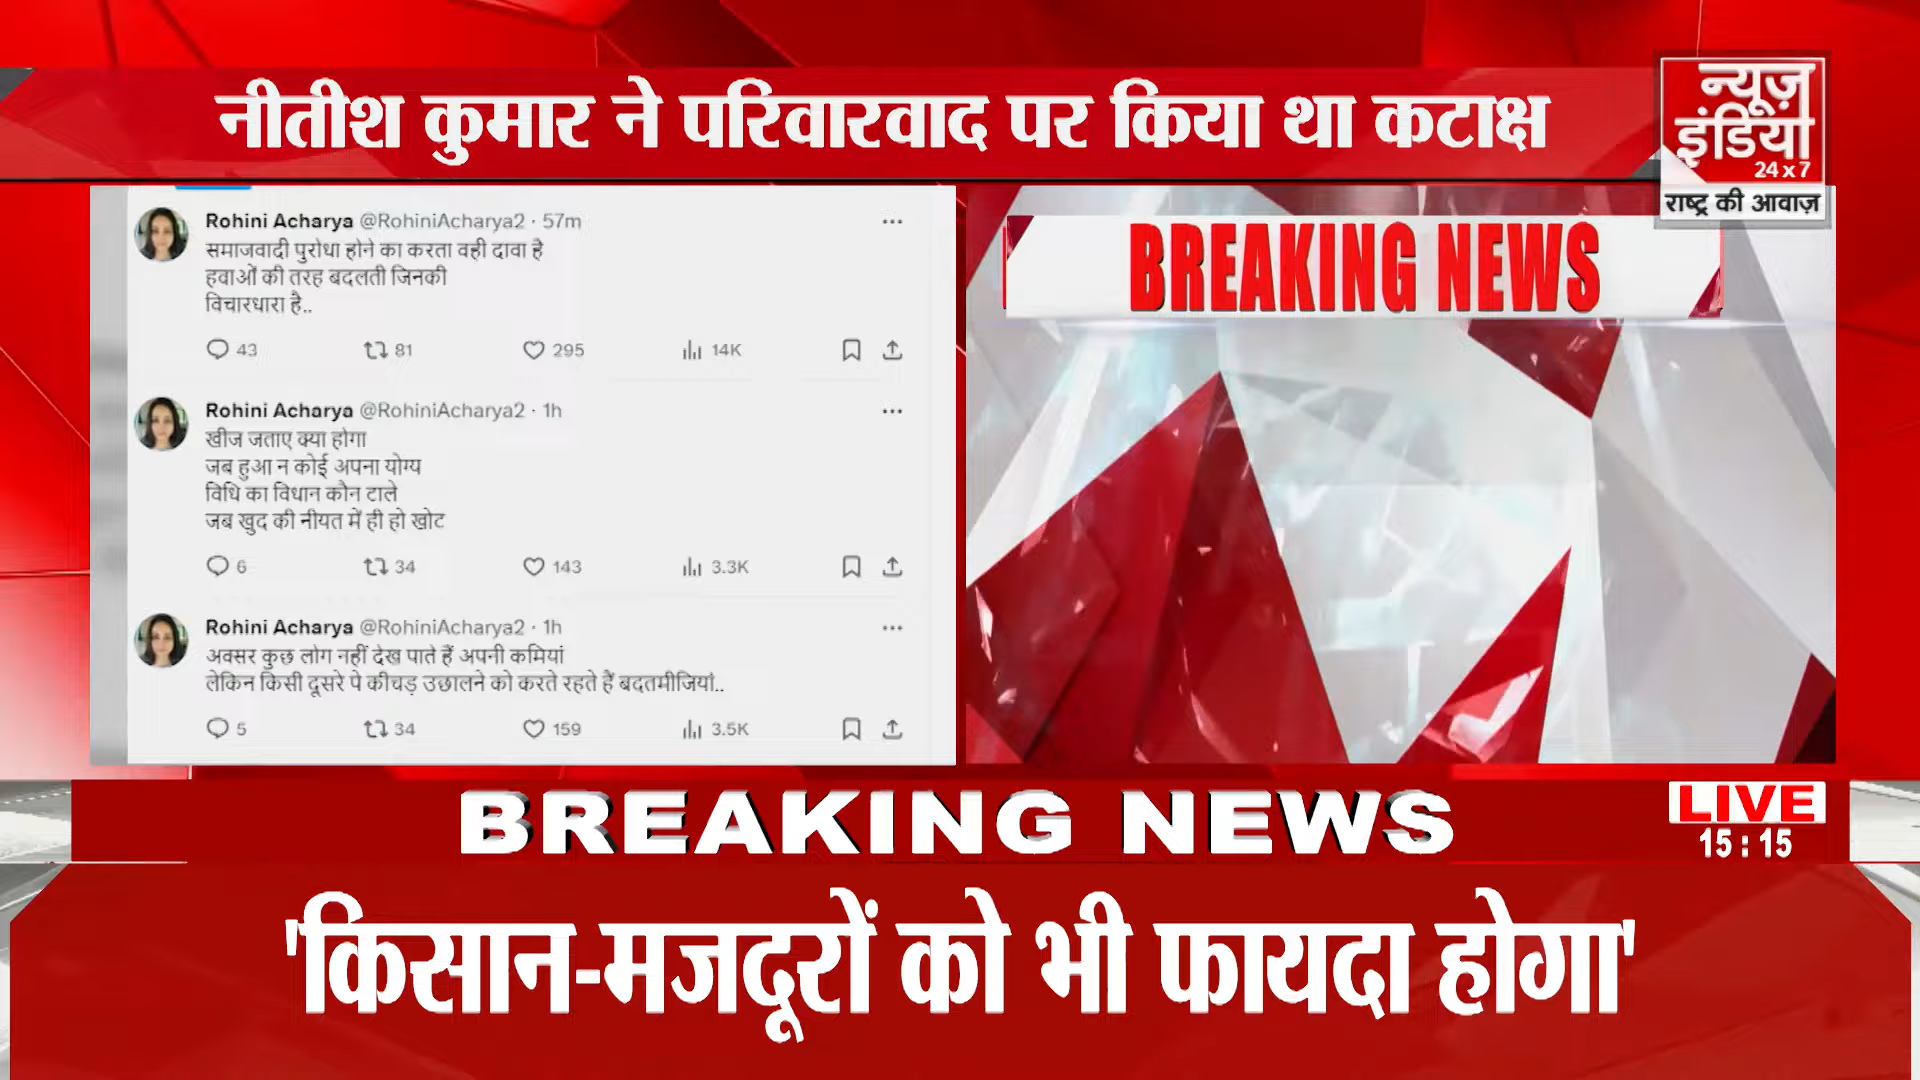 नीतीश कुमार ने परिवारवाद पर किया था कटाक्ष
न्यूज़
इंडिया
24x7
राष्ट्र की आवाज़
Rohini Acharya @RohiniAcharya2 · 57m
समाजवादी पुरोधा होने का करता वही दावा है
हवाओं की तरह बदलती जिनकी
विचारधारा है..
43 81 295 14K
Rohini Acharya @RohiniAcharya2 · 1h
खीज जताए क्या होगा
जब हुआ न कोई अपना योग्य
विधि का विधान कौन टाले
जब खुद की नीयत में ही हो खोट
6 34 143 3.3K
Rohini Acharya @RohiniAcharya2 · 1h
अक्सर कुछ लोग नहीं देख पाते हैं अपनी कमियां
लेकिन किसी दूसरे पे कीचड़ उछालने को करते रहते हैं बदतमीजियां..
5 34 159 3.5K
BREAKING NEWS
BREAKING NEWS
LIVE
15:15
'किसान-मजदूरों को भी फायदा होगा'